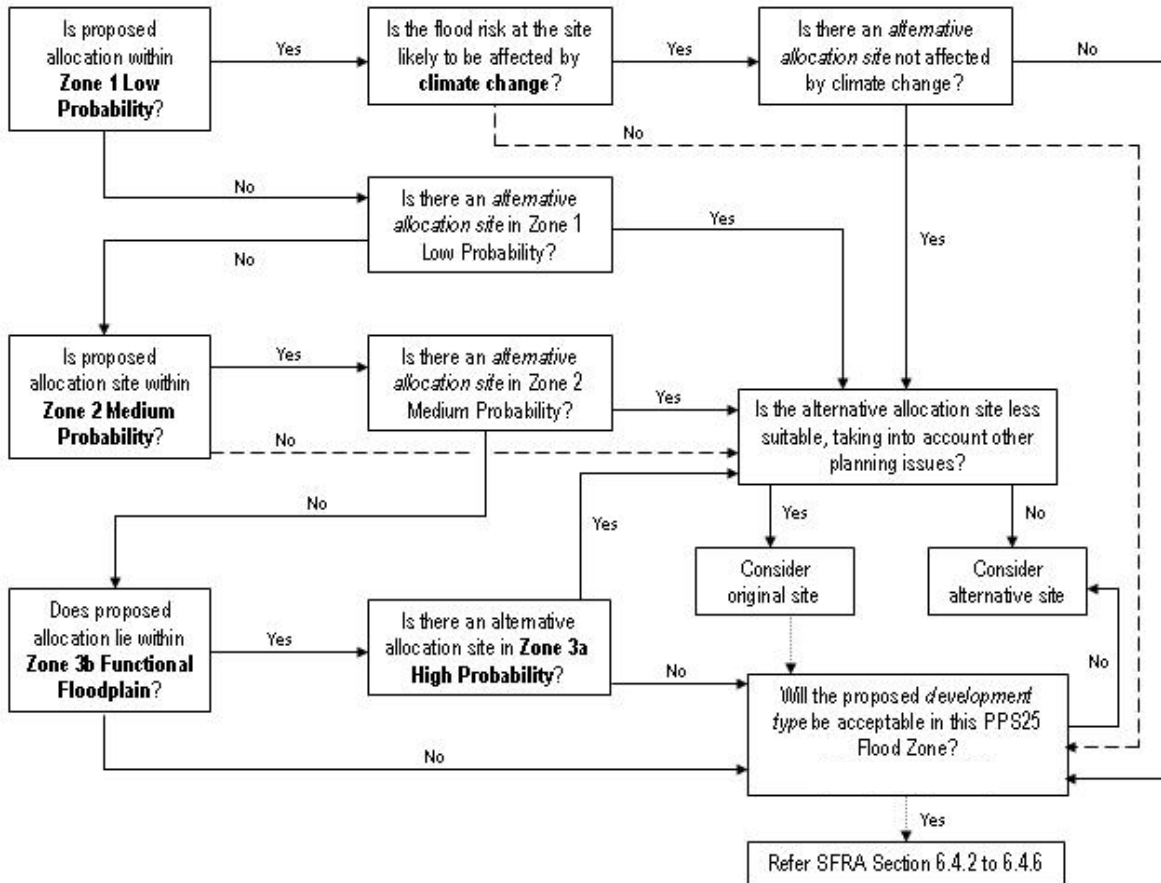 Is proposed
allocation within
Zone 1 Low
Probability?
Yes
Is the flood risk at the site
likely to be affected by
climate change?
Yes
Is there an alternative
allocation site not affected
by climate change?
No
No
No
Is there an alternative
allocation site in Zone 1
Low Probability?
Yes
Yes
No
Is proposed
allocation site within
Zone 2 Medium
Probability?
Yes
Is there an alternative
allocation site in Zone 2
Medium Probability?
Yes
No
Is the alternative allocation site less
suitable, taking into account other
planning issues?
No
Yes
Yes
No
Consider
original site
Consider
alternative site
Does proposed
allocation lie within
Zone 3b Functional
Floodplain?
Yes
Is there an alternative
allocation site in Zone 3a
High Probability?
No
No
Will the proposed development
type be acceptable in this PPS25
Flood Zone?
No
Yes
Refer SFRA Section 6.4.2 to 6.4.6